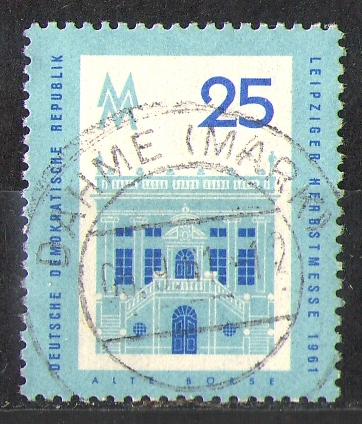 DEUTSCHE DEMOKRATISCHE REPUBLIK
MM
25
LEIPZIGER HERBSTMESSE 1961
DAHME (MARK)
ALTE BÖRSE